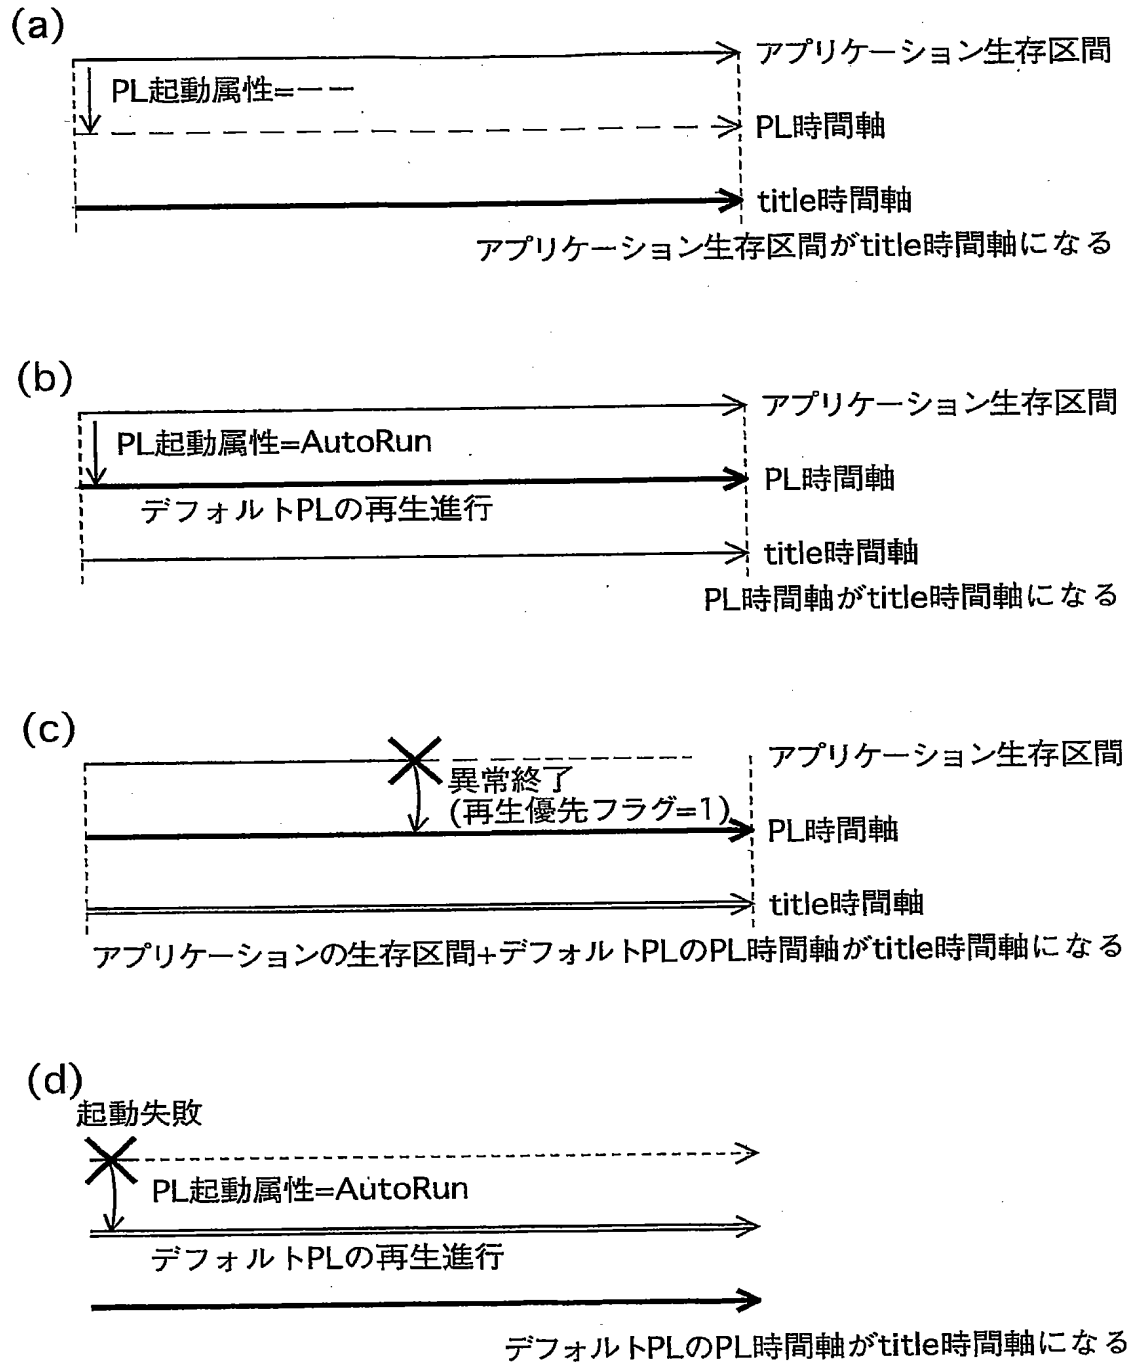 (a)
アプリケーション生存区間
PL起動属性=ーー
PL時間軸
title時間軸
アプリケーション生存区間がtitle時間軸になる
(b)
アプリケーション生存区間
PL起動属性=AutoRun
PL時間軸
デフォルトPLの再生進行
title時間軸
PL時間軸がtitle時間軸になる
(c)
アプリケーション生存区間
異常終了
(再生優先フラグ=1)
PL時間軸
title時間軸
アプリケーションの生存区間+デフォルトPLのPL時間軸がtitle時間軸になる
(d)
起動失敗
PL起動属性=AutoRun
デフォルトPLの再生進行
デフォルトPLのPL時間軸がtitle時間軸になる